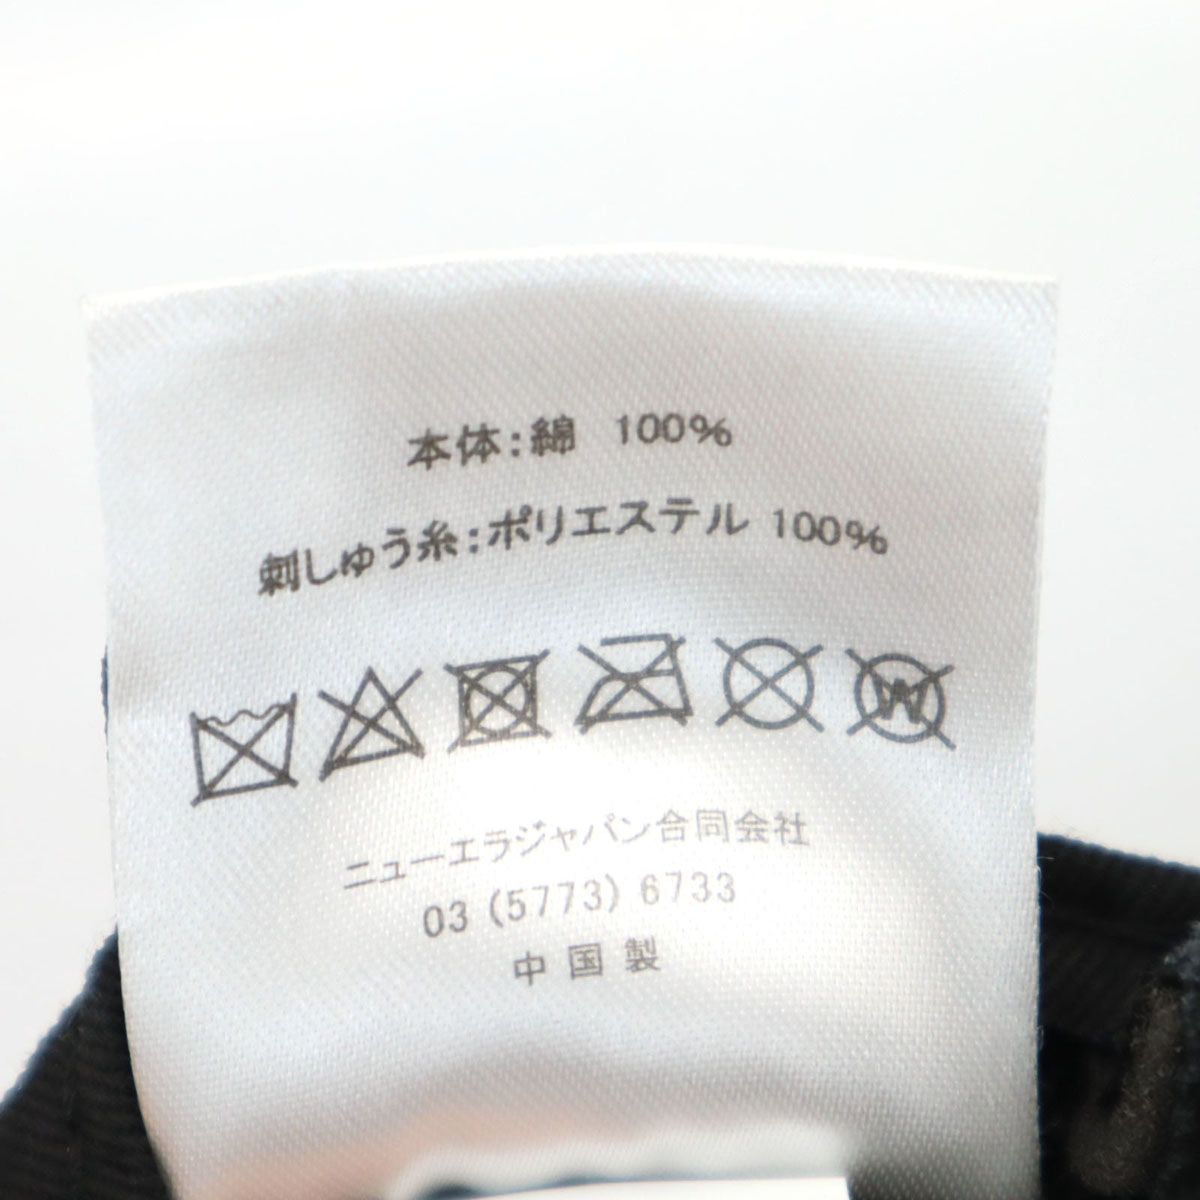 本体:綿 100%
刺しゅう糸:ポリエステル 100%
W
ニューエラジャパン合同会社
03 (5773) 6733
中国製